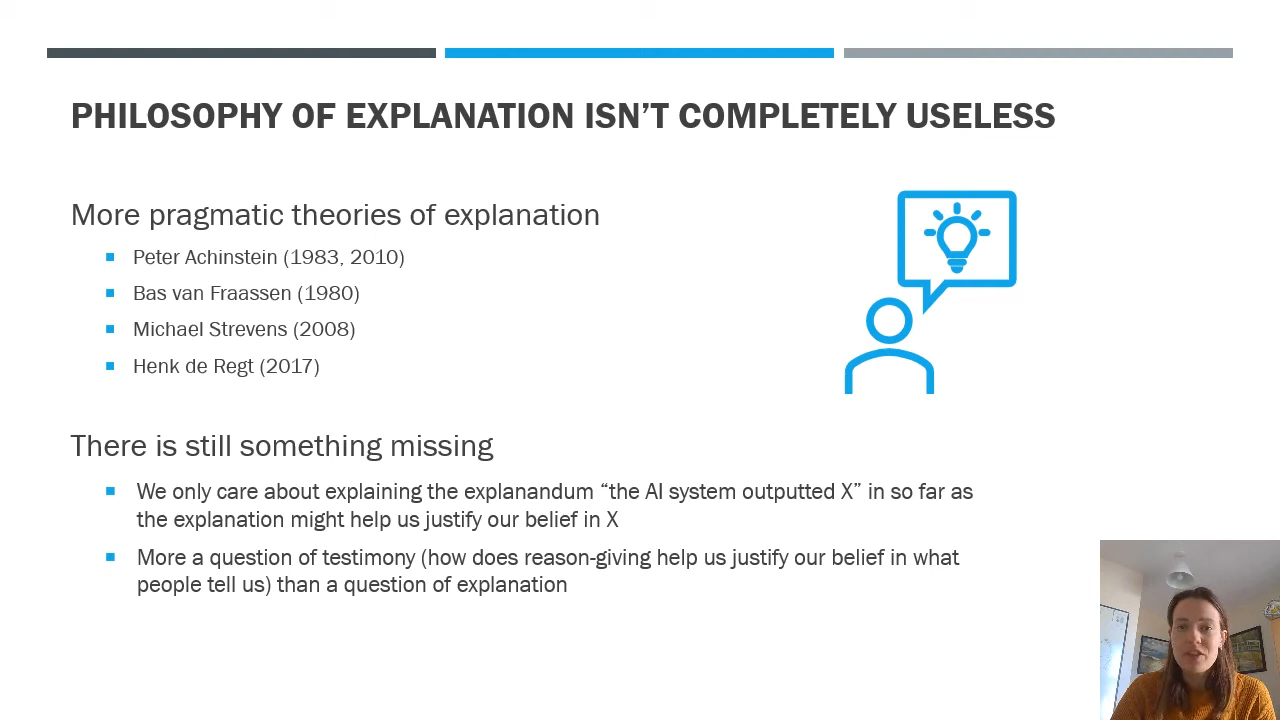 PHILOSOPHY OF EXPLANATION ISN’T COMPLETELY USELESS
More pragmatic theories of explanation
Peter Achinstein (1983, 2010)
Bas van Fraassen (1980)
Michael Strevens (2008)
Henk de Regt (2017)
There is still something missing
We only care about explaining the explanandum “the AI system outputted X” in so far as
the explanation might help us justify our belief in X
More a question of testimony (how does reason-giving help us justify our belief in what
people tell us) than a question of explanation